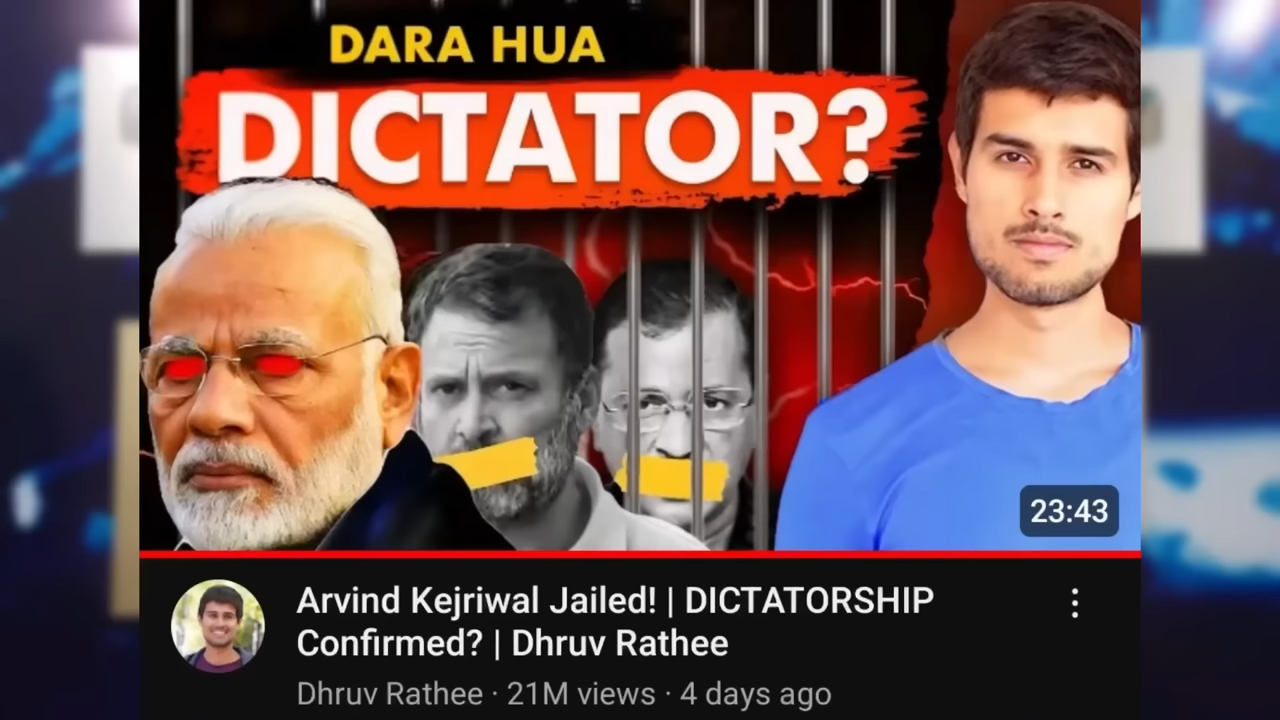 DARA HUA
DICTATOR?
23:43
Arvind Kejriwal Jailed! | DICTATORSHIP
Confirmed? | Dhruv Rathee
Dhruv Rathee · 21M views · 4 days ago